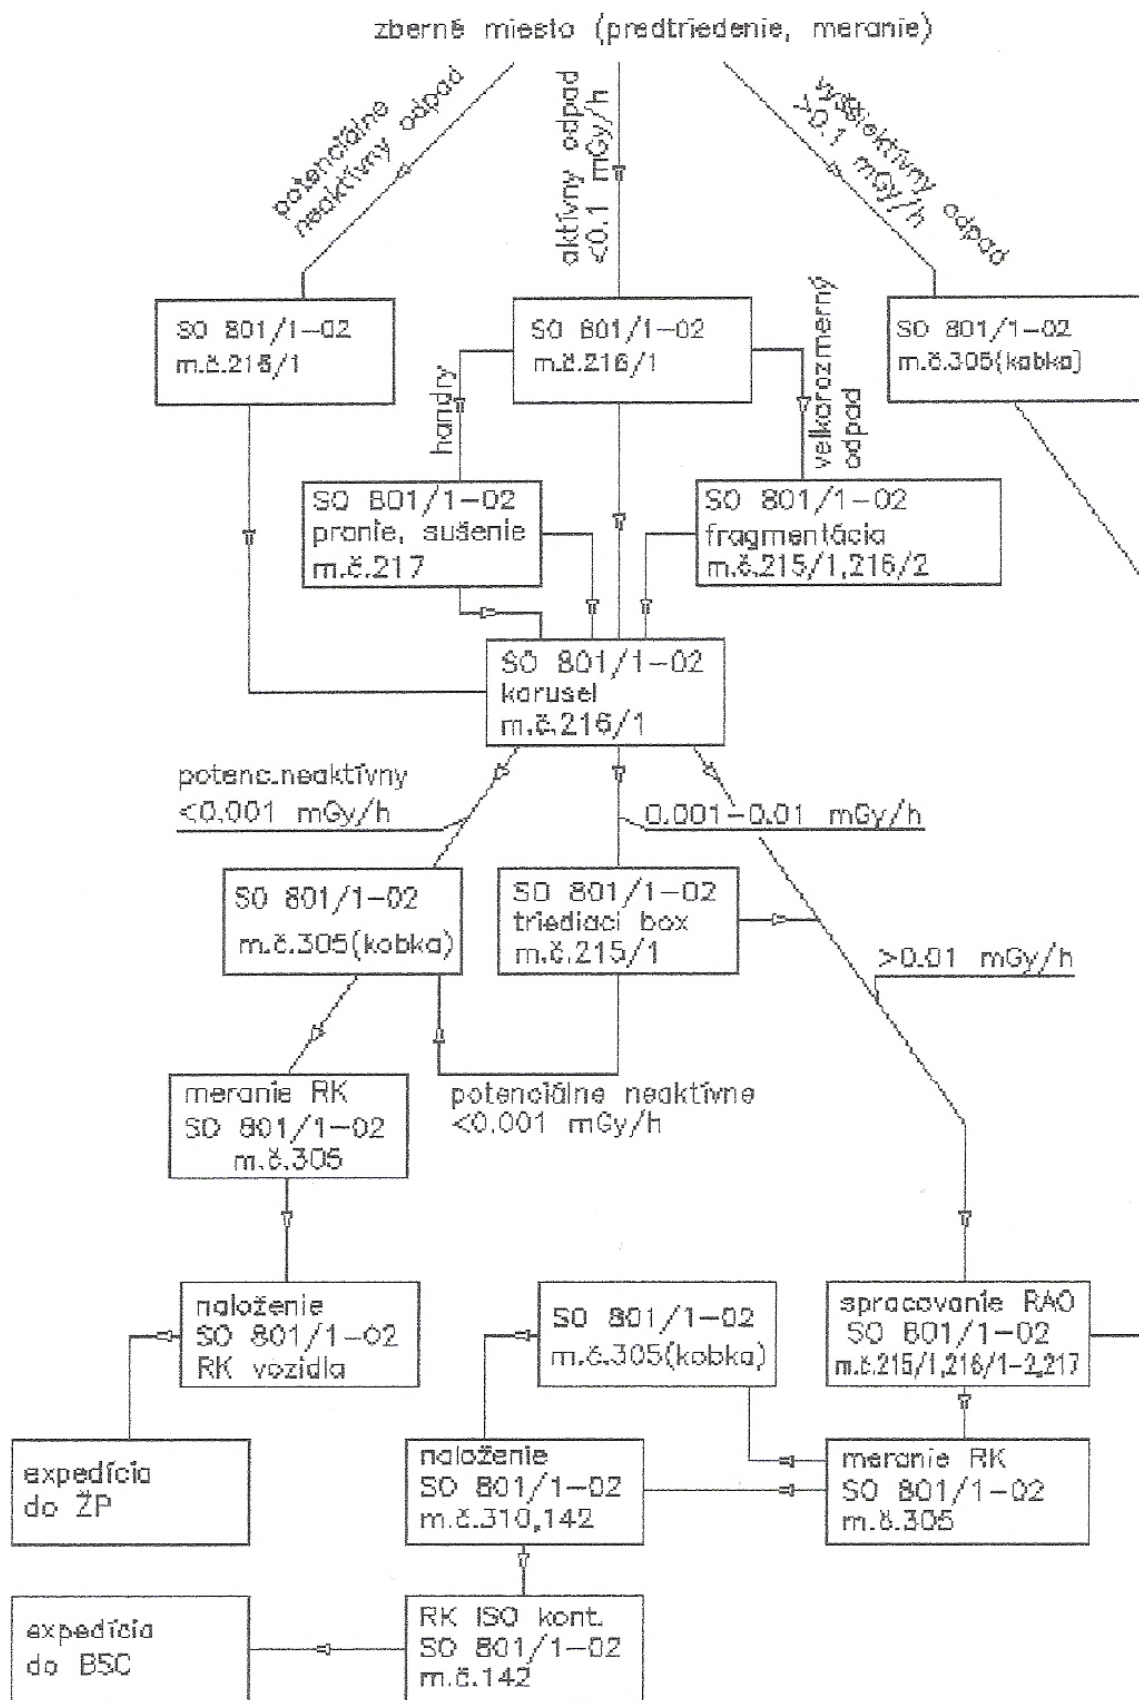 zberné miesto (predtriedenie, meranie)
potenciálne
neaktívny odpad
aktívny odpad
<0.1 mGy/h
odpad
>0.1 mGy/h
SO 801/1-02
m.č.216/1
SO 801/1-02
m.č.216/1
SO 801/1-02
m.č.305(kobka)
handry
velkorozmerný
odpad
SO 801/1-02
pranie, sušenie
m.č.217
SO 801/1-02
fragmentácia
m.č.215/1,216/2
SO 801/1-02
karusel
m.č.216/1
potenc.neaktívny
<0.001 mGy/h
0.001-0.01 mGy/h
SO 801/1-02
m.č.305(kobka)
SO 801/1-02
triediaci box
m.č.215/1
>0.01 mGy/h
meranie RK
SO 801/1-02
m.č.305
potenciálne neaktívne
<0.001 mGy/h
naloženie
SO 801/1-02
RK vozidla
SO 801/1-02
m.č.305(kobka)
spracovanie RAO
SO 801/1-02
m.č.215/1,216/1-2,217
expedícia
do ŽP
naloženie
SO 801/1-02
m.č.310,142
meranie RK
SO 801/1-02
m.č.305
expedícia
do BSC
RK ISO kont.
SO 801/1-02
m.č.142